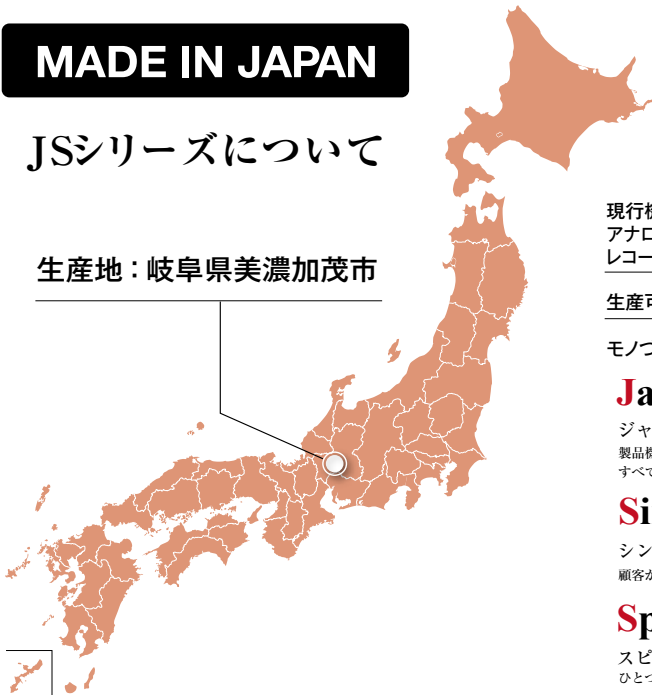 MADE IN JAPAN
JSシリーズについて
生産地：岐阜県美濃加茂市
現行機
アナロ
レコー
生産可
モノつ
Ja
ジャ
製品機
すべて
Si
シン
顧客が
Sp
スピ
ひとつ